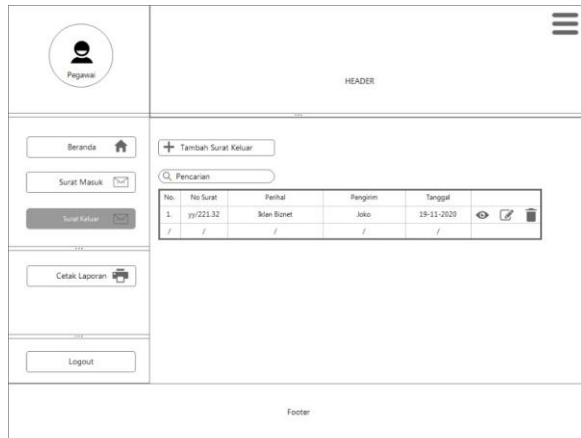 Pegawai
HEADER
Beranda
Surat Masuk
Surat Keluar
Cetak Laporan
Logout
Tambah Surat Keluar
Pencarian
No. No Surat Perihal Pengirim Tanggal
1. yy/221.32 Iklan Biznet Joko 19-11-2020
/ / / / /
Footer